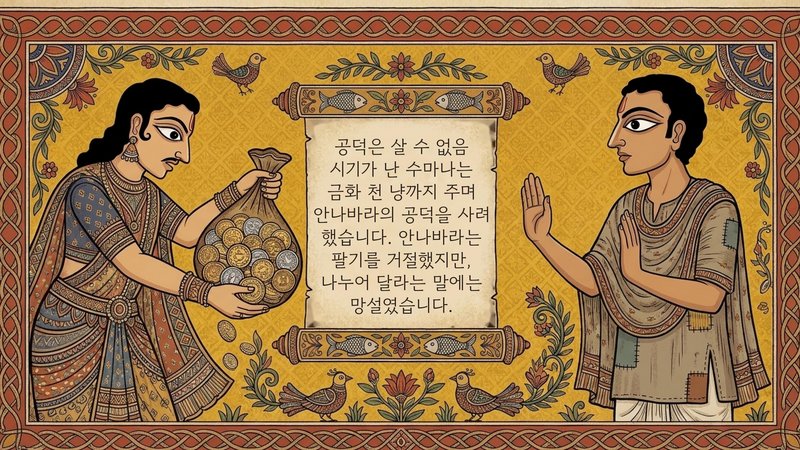 공덕은 살 수 없음
시기가 난 수마나는
금화 천 냥까지 주며
안나바라의 공덕을 사려
했습니다. 안나바라는
팔기를 거절했지만,
나누어 달라는 말에는
망설였습니다.